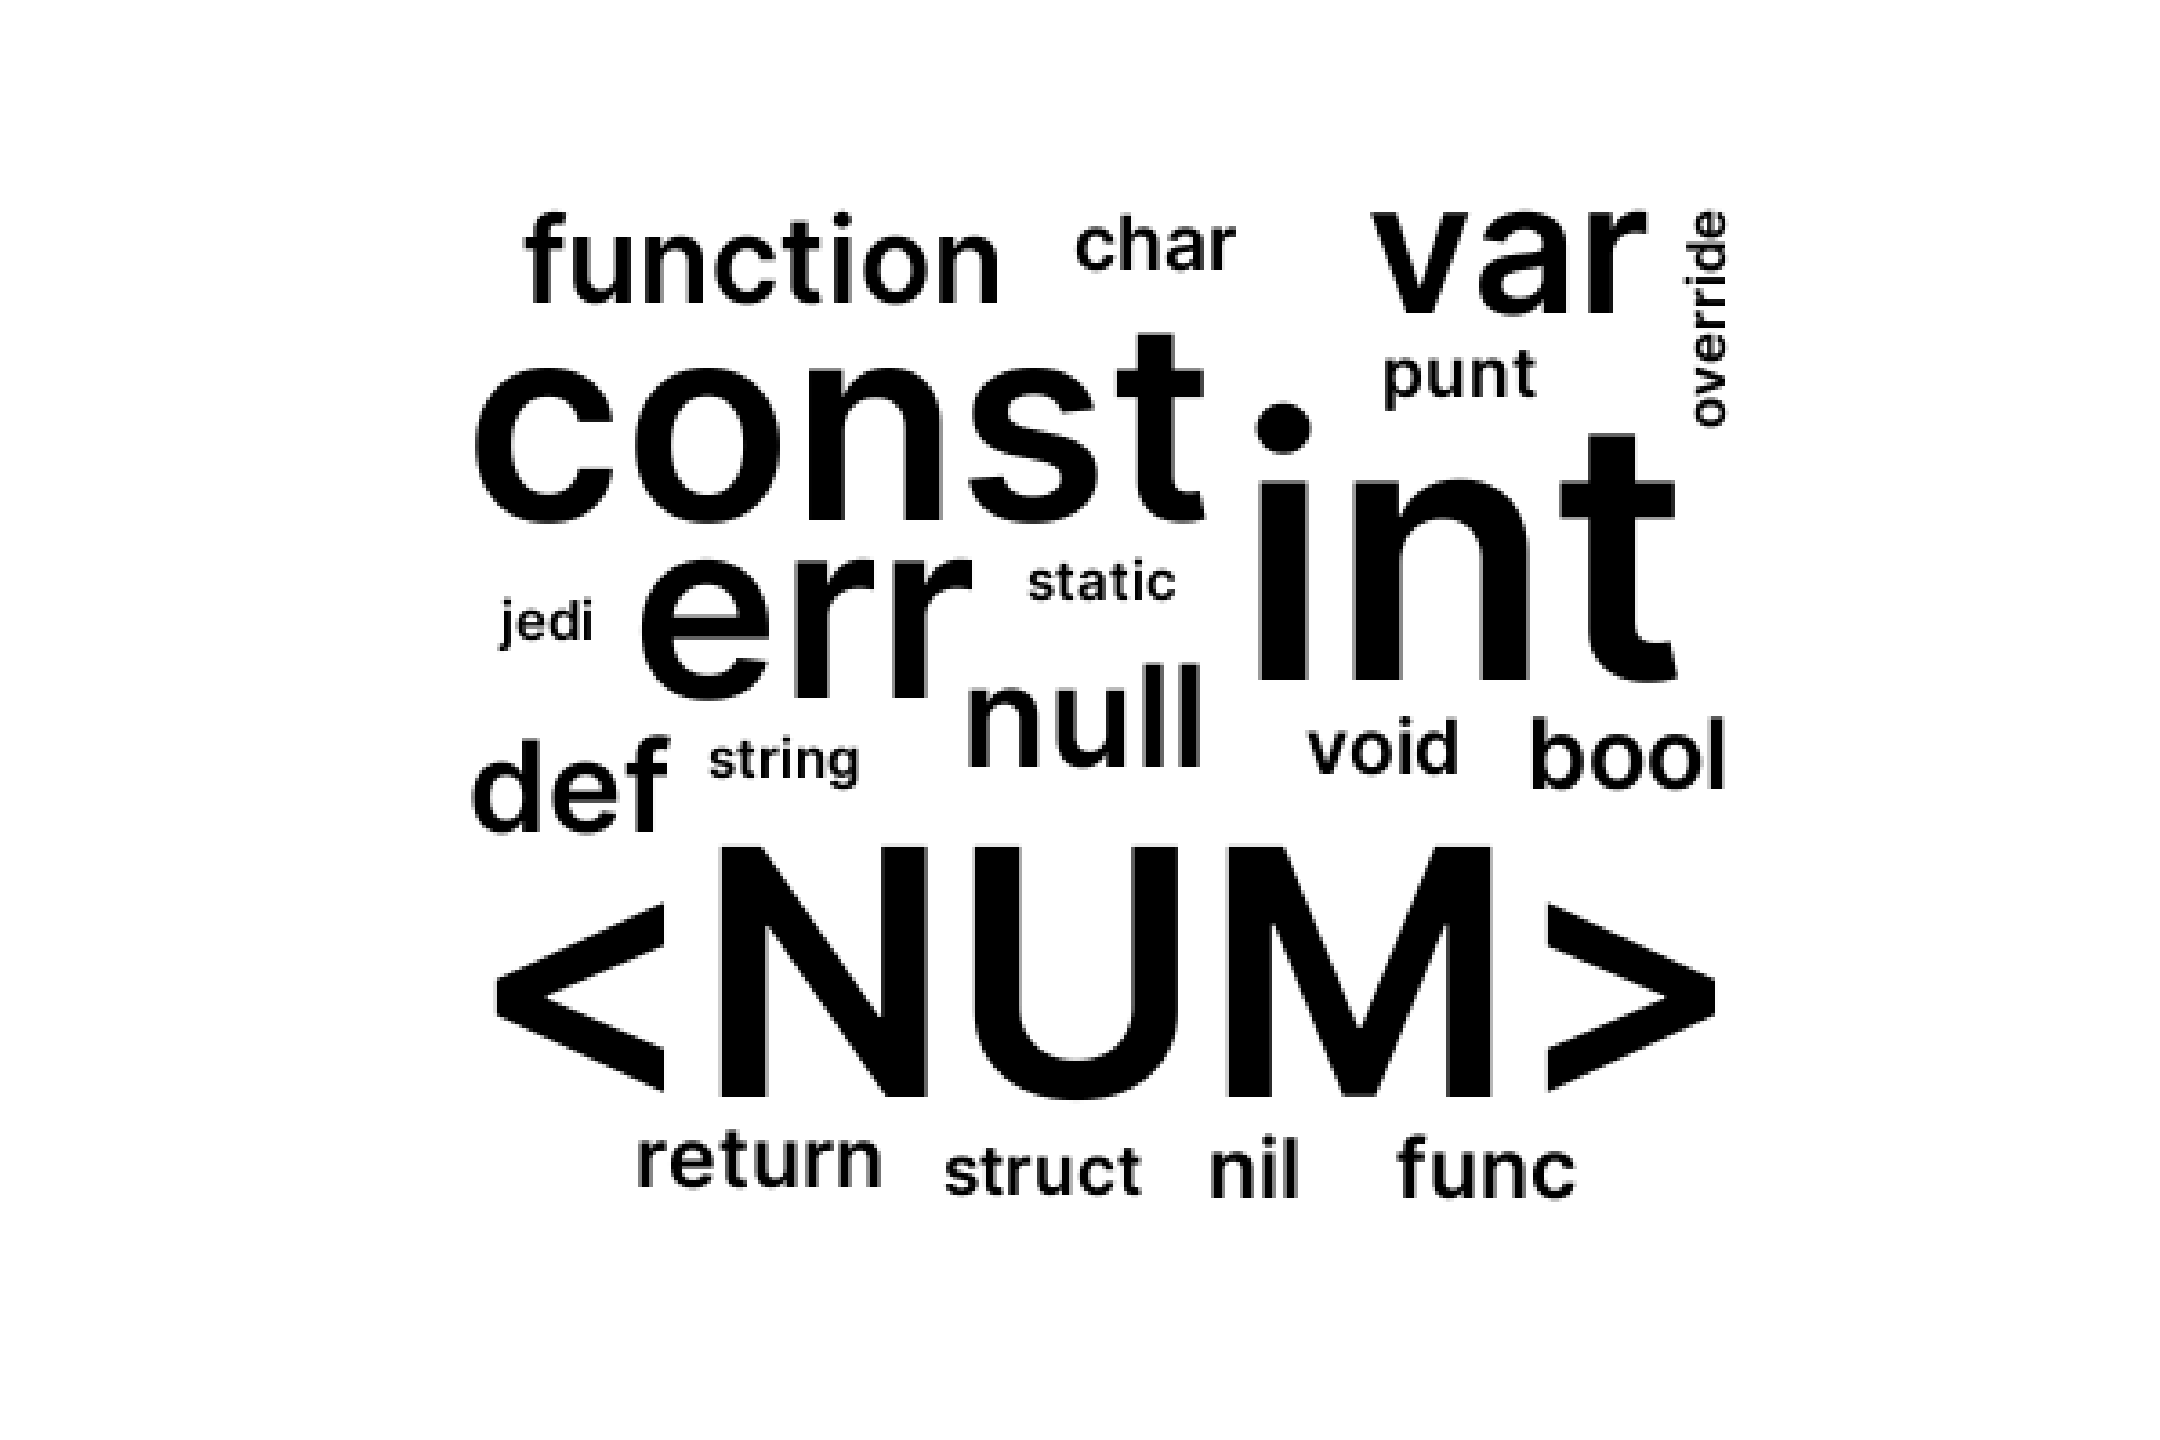 function char var override
punt
const int
err static
jedi
null
def string void bool
<NUM>
return struct nil func